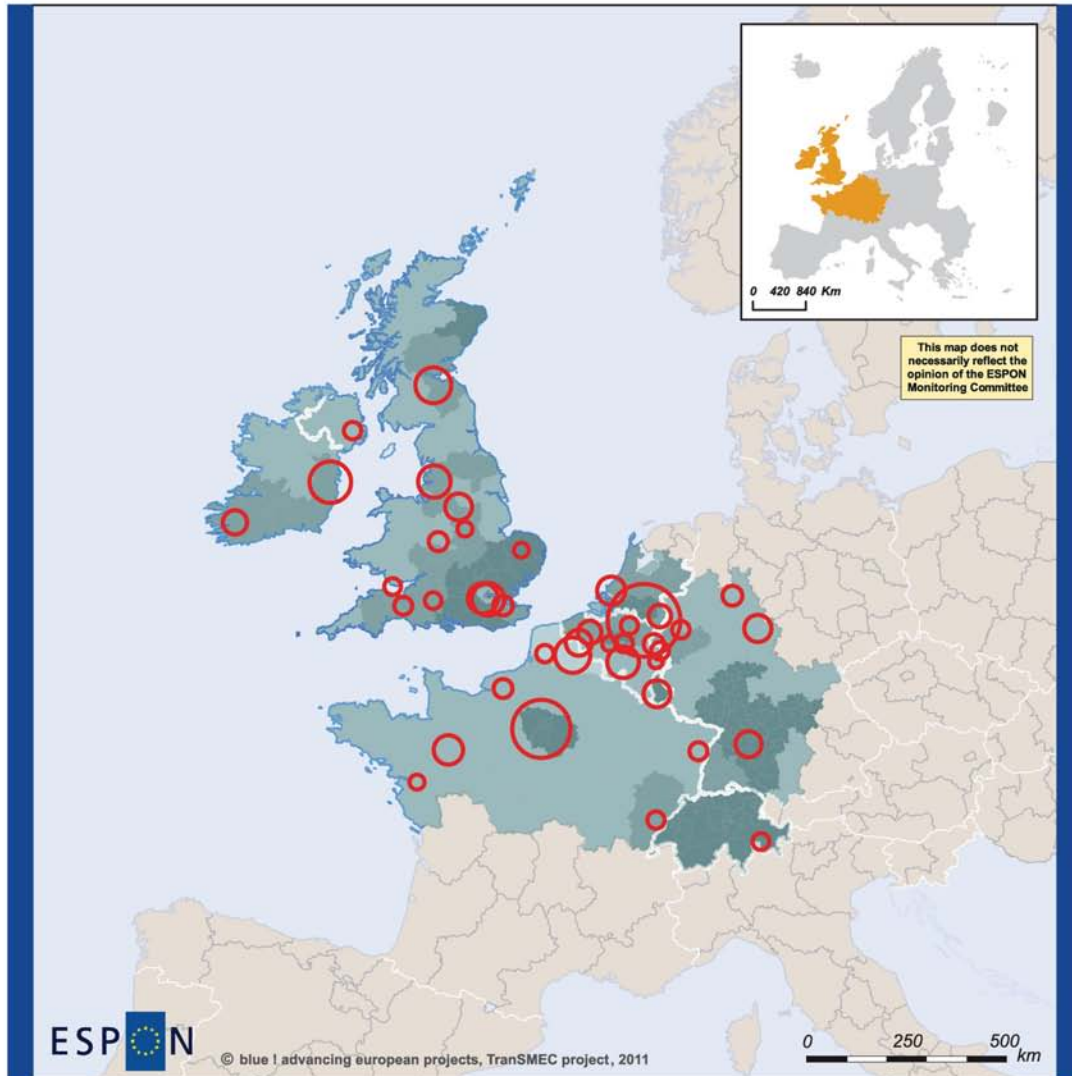 0 420 840 Km
This map does not
necessarily reflect the
opinion of the ESPON
Monitoring Committee
ESPON
© blue ! advancing european projects, TranSMEC project, 2011
0 250 500
km